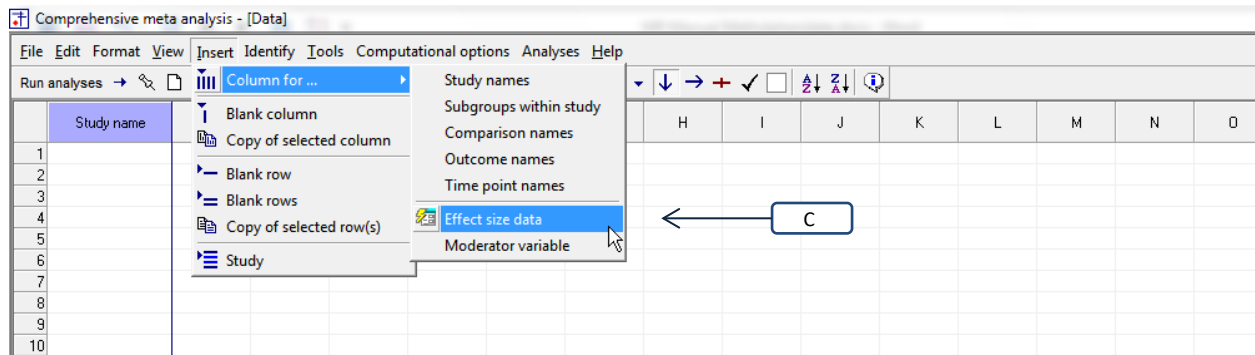 Comprehensive meta analysis - [Data]
File Edit Format View Insert Identify Tools Computational options Analyses Help
Run analyses Column for ... Study names
Subgroups within study
Blank column
Comparison names
Copy of selected column
Outcome names
Blank row
Time point names
Blank rows
Effect size data C
Copy of selected row(s)
Moderator variable
Study
Study name H I J K L M N O
1
2
3
4
5
6
7
8
9
10